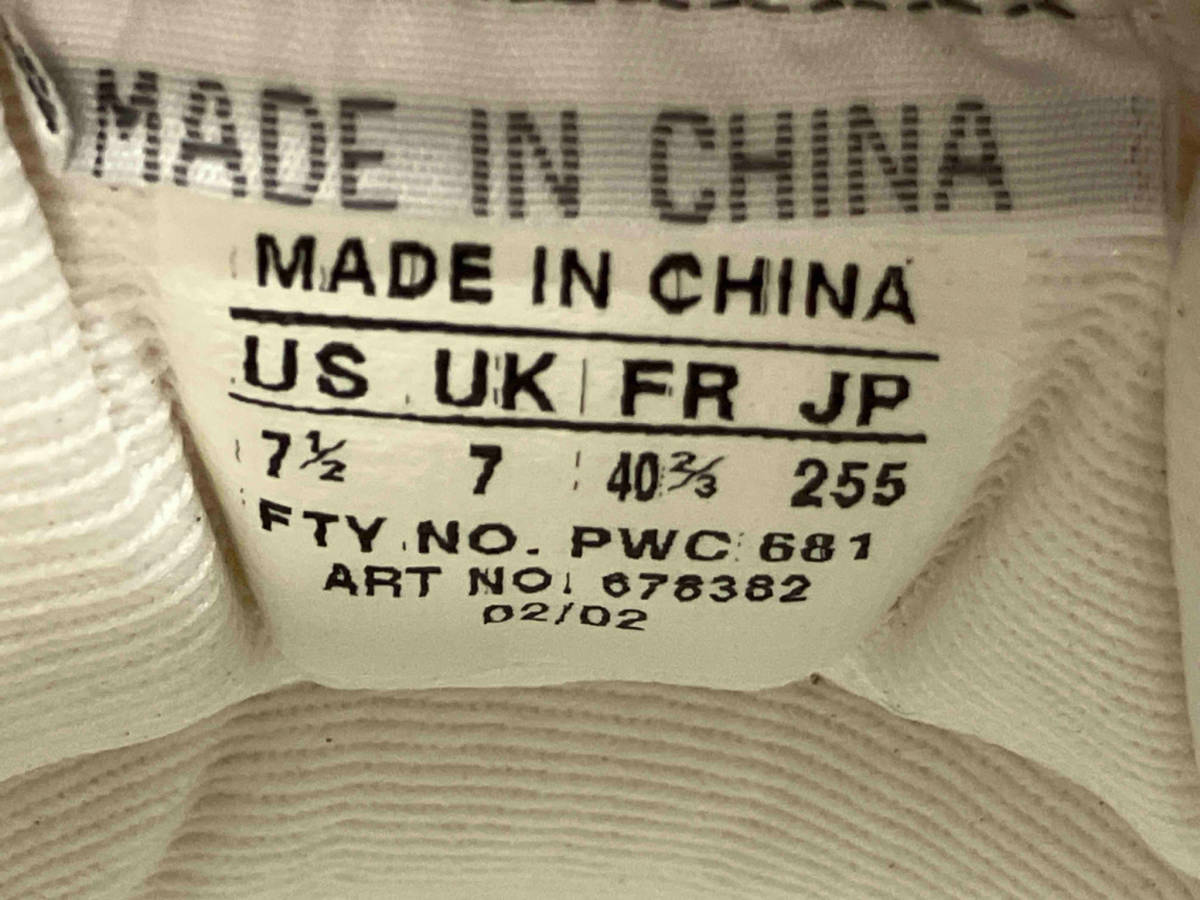 MADE IN CHINA
MADE IN CHINA
US UK FR JP
7½ 7 40⅔ 255
FTY NO. PWC 681
ART NO: 678382
02/02